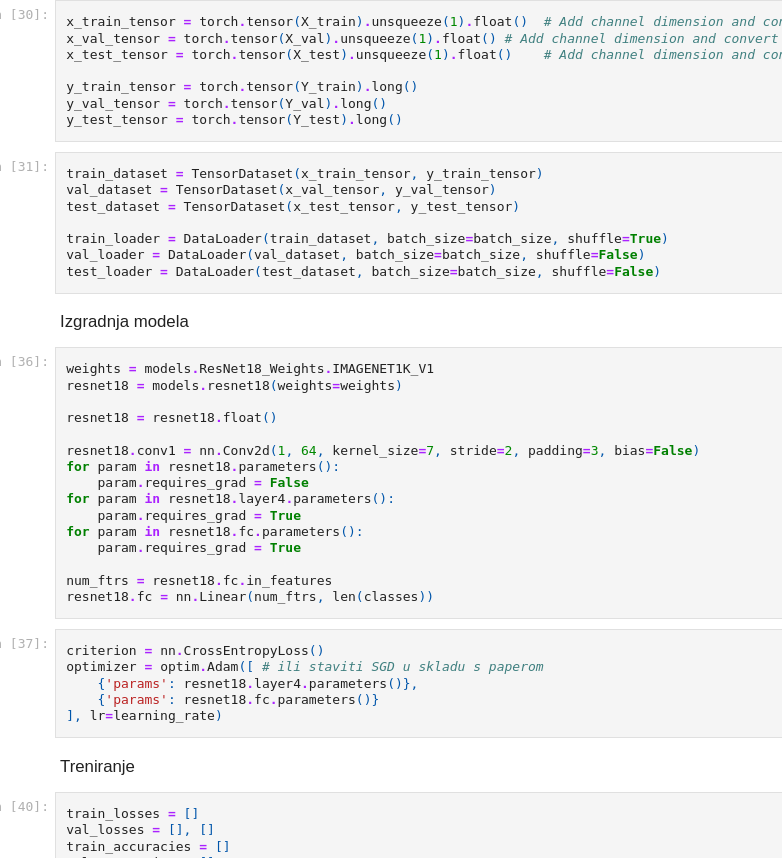 [30]:
x_train_tensor = torch.tensor(X_train).unsqueeze(1).float()  # Add channel dimension and con
x_val_tensor = torch.tensor(X_val).unsqueeze(1).float() # Add channel dimension and convert
x_test_tensor = torch.tensor(X_test).unsqueeze(1).float()    # Add channel dimension and con
y_train_tensor = torch.tensor(Y_train).long()
y_val_tensor = torch.tensor(Y_val).long()
y_test_tensor = torch.tensor(Y_test).long()
[31]:
train_dataset = TensorDataset(x_train_tensor, y_train_tensor)
val_dataset = TensorDataset(x_val_tensor, y_val_tensor)
test_dataset = TensorDataset(x_test_tensor, y_test_tensor)
train_loader = DataLoader(train_dataset, batch_size=batch_size, shuffle=True)
val_loader = DataLoader(val_dataset, batch_size=batch_size, shuffle=False)
test_loader = DataLoader(test_dataset, batch_size=batch_size, shuffle=False)
Izgradnja modela
[36]:
weights = models.ResNet18_Weights.IMAGENET1K_V1
resnet18 = models.resnet18(weights=weights)
resnet18 = resnet18.float()
resnet18.conv1 = nn.Conv2d(1, 64, kernel_size=7, stride=2, padding=3, bias=False)
for param in resnet18.parameters():
    param.requires_grad = False
for param in resnet18.layer4.parameters():
    param.requires_grad = True
for param in resnet18.fc.parameters():
    param.requires_grad = True
num_ftrs = resnet18.fc.in_features
resnet18.fc = nn.Linear(num_ftrs, len(classes))
[37]:
criterion = nn.CrossEntropyLoss()
optimizer = optim.Adam([ # ili staviti SGD u skladu s paperom
    {'params': resnet18.layer4.parameters()},
    {'params': resnet18.fc.parameters()}
], lr=learning_rate)
Treniranje
[40]:
train_losses = []
val_losses = [], []
train_accuracies = []